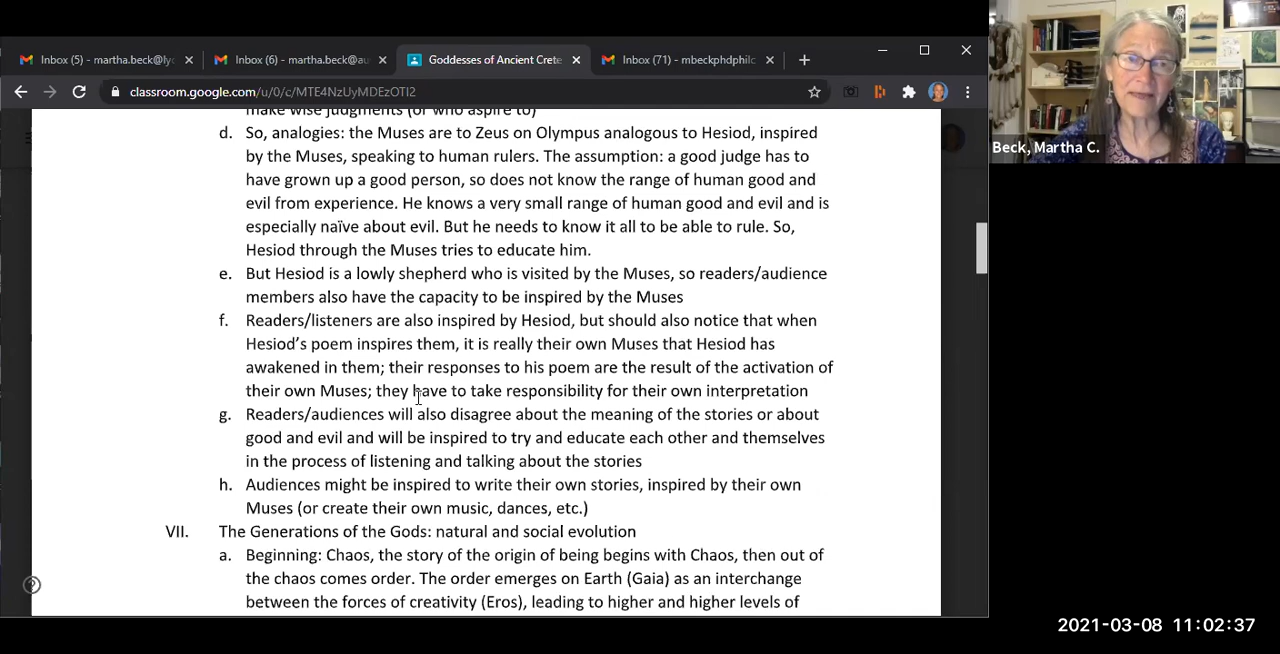 Inbox (5) - martha.beck@lyc
Inbox (6) - martha.beck@au
Goddesses of Ancient Crete
Inbox (71) - mbeckphdphilc
classroom.google.com/u/0/c/MTE4NzUyMDEzOTI2
make wise judgments (or who aspire to)
d. So, analogies: the Muses are to Zeus on Olympus analogous to Hesiod, inspired
by the Muses, speaking to human rulers. The assumption: a good judge has to
have grown up a good person, so does not know the range of human good and
evil from experience. He knows a very small range of human good and evil and is
especially naïve about evil. But he needs to know it all to be able to rule. So,
Hesiod through the Muses tries to educate him.
e. But Hesiod is a lowly shepherd who is visited by the Muses, so readers/audience
members also have the capacity to be inspired by the Muses
f. Readers/listeners are also inspired by Hesiod, but should also notice that when
Hesiod's poem inspires them, it is really their own Muses that Hesiod has
awakened in them; their responses to his poem are the result of the activation of
their own Muses; they have to take responsibility for their own interpretation
g. Readers/audiences will also disagree about the meaning of the stories or about
good and evil and will be inspired to try and educate each other and themselves
in the process of listening and talking about the stories
h. Audiences might be inspired to write their own stories, inspired by their own
Muses (or create their own music, dances, etc.)
VII. The Generations of the Gods: natural and social evolution
a. Beginning: Chaos, the story of the origin of being begins with Chaos, then out of
the chaos comes order. The order emerges on Earth (Gaia) as an interchange
between the forces of creativity (Eros), leading to higher and higher levels of
Beck, Martha C.
2021-03-08 11:02:37